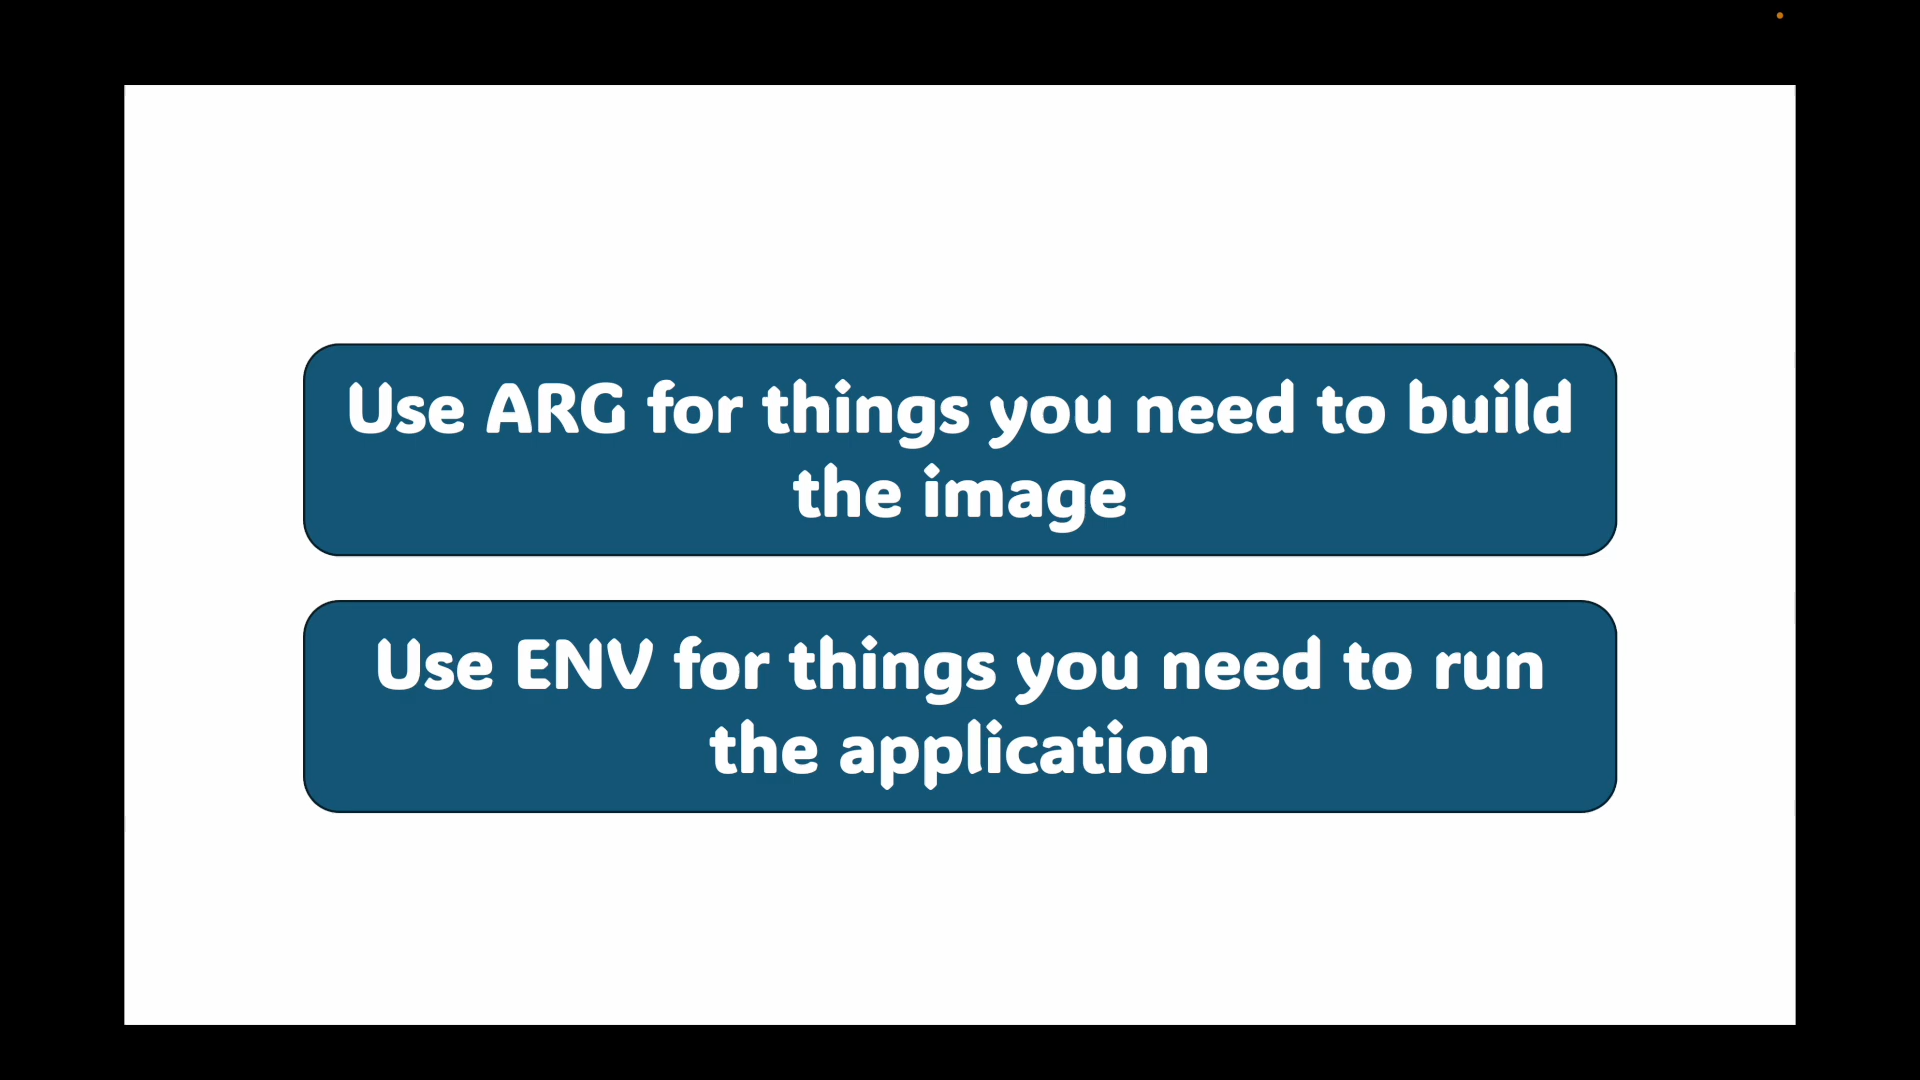 Use ARG for things you need to build
the image
Use ENV for things you need to run
the application